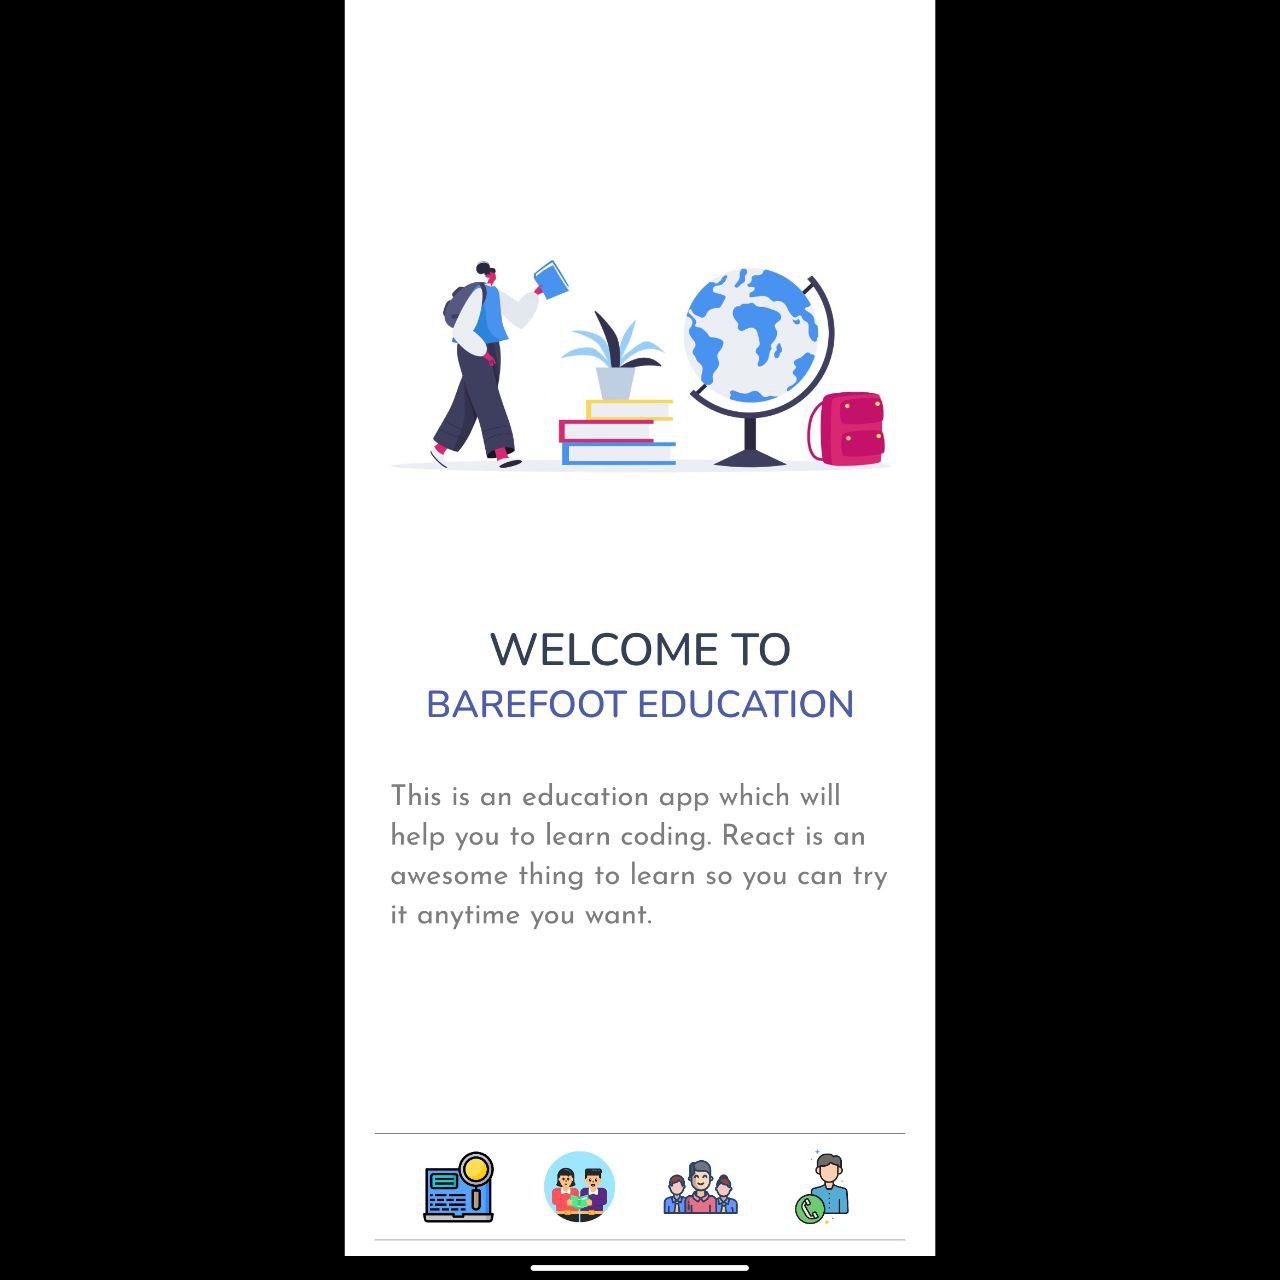 WELCOME TO
BAREFOOT EDUCATION
This is an education app which will
help you to learn coding. React is an
awesome thing to learn so you can try
it anytime you want.